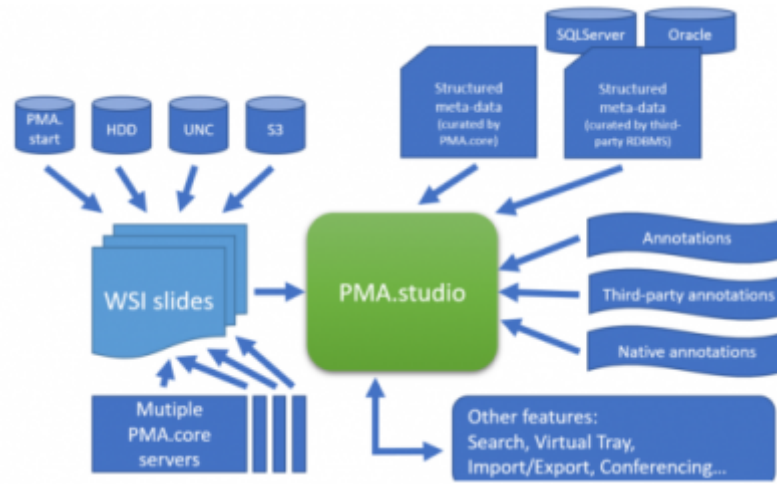 SQLServer
Oracle
PMA.
start
HDD
UNC
S3
Structured
meta-data
(curated by
PMA.core)
Structured
meta-data
(curated by third-
party RDBMS)
WSI slides
PMA.studio
Annotations
Third-party annotations
Native annotations
Mutiple
PMA.core
servers
Other features:
Search, Virtual Tray,
Import/Export, Conferencing...